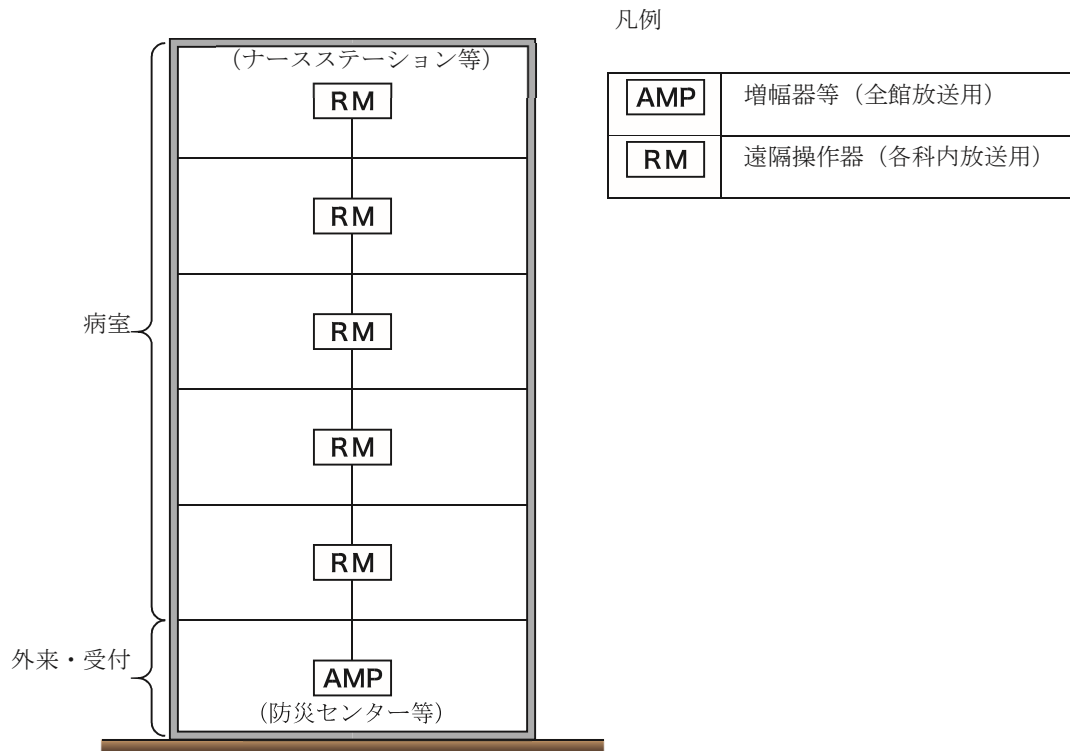 凡例
(ナースステーション等)
RM
AMP 増幅器等（全館放送用）
RM 遠隔操作器（各科内放送用）
RM
病室
RM
RM
RM
外来・受付
AMP
(防災センター等)